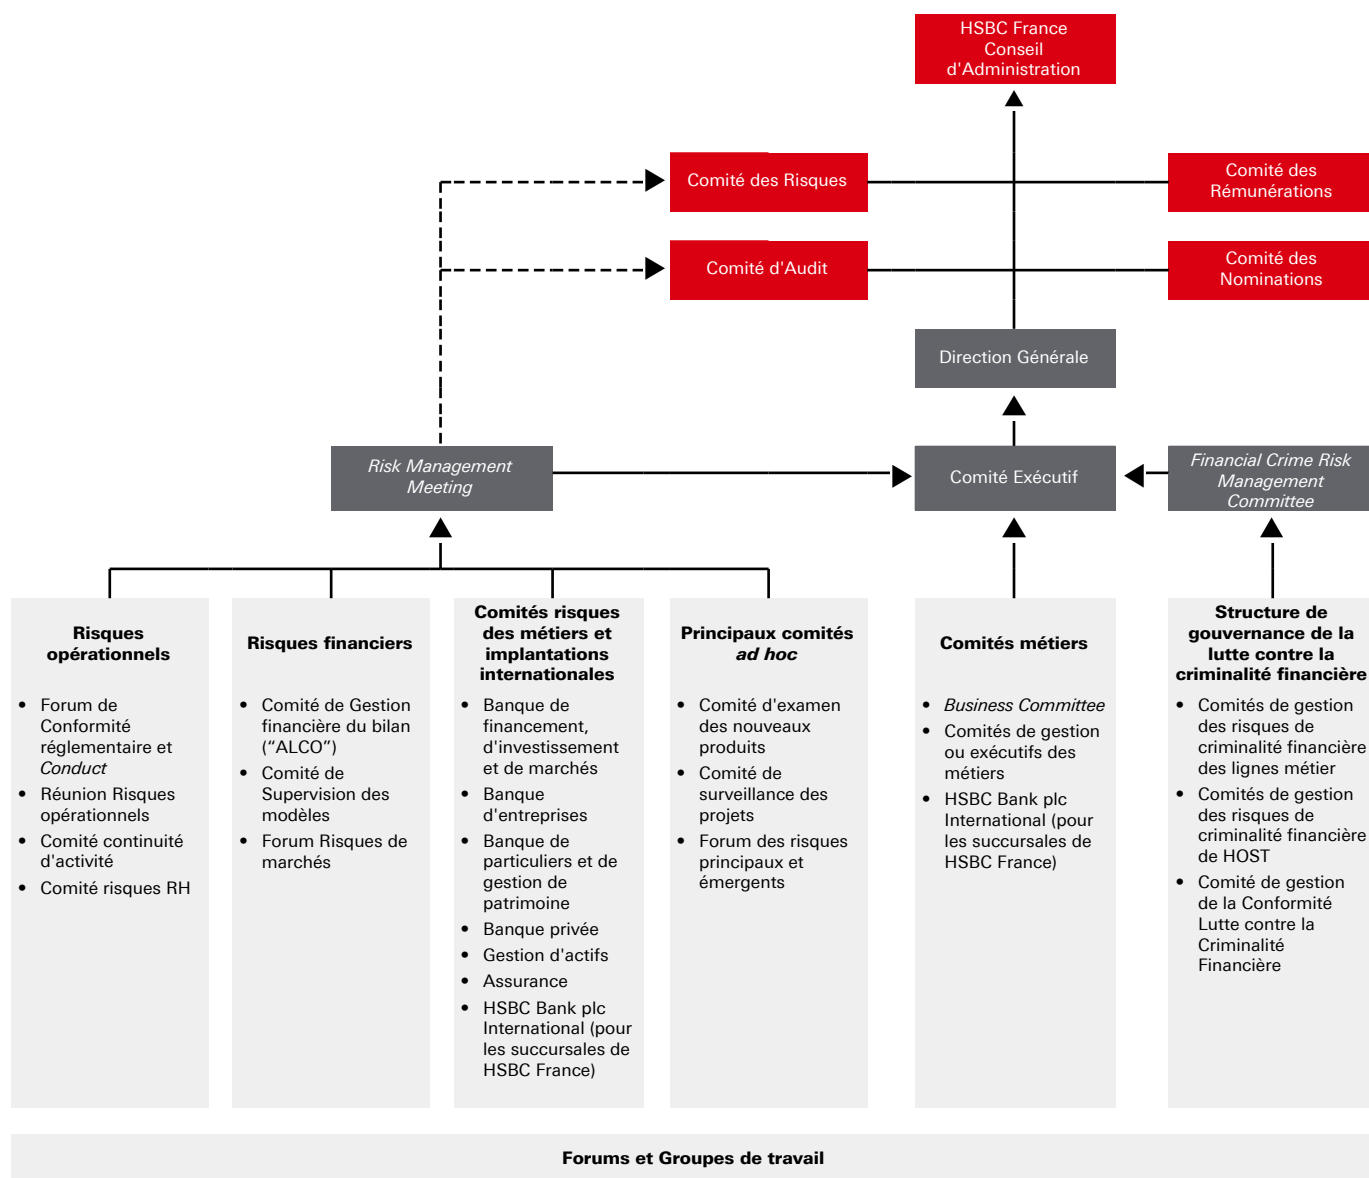 HSBC France
Conseil
d'Administration
Comité des Risques
Comité des
Rémunérations
Comité d'Audit
Comité des
Nominations
Direction Générale
Risk Management
Meeting
Comité Exécutif
Financial Crime Risk
Management
Committee
Risques
opérationnels
• Forum de
Conformité
réglementaire et
Conduct
• Réunion Risques
opérationnels
• Comité continuité
d'activité
• Comité risques RH
Risques financiers
• Comité de Gestion
financière du bilan
(“ALCO”)
• Comité de
Supervision des
modèles
• Forum Risques de
marchés
Comités risques
des métiers et
implantations
internationales
• Banque de
financement,
d'investissement
et de marchés
• Banque
d'entreprises
• Banque de
particuliers et de
gestion de
patrimoine
• Banque privée
• Gestion d'actifs
• Assurance
• HSBC Bank plc
International (pour
les succursales de
HSBC France)
Principaux comités
ad hoc
• Comité d'examen
des nouveaux
produits
• Comité de
surveillance des
projets
• Forum des risques
principaux et
émergents
Comités métiers
• Business Committee
• Comités de gestion
ou exécutifs des
métiers
• HSBC Bank plc
International (pour
les succursales de
HSBC France)
Structure de
gouvernance de la
lutte contre la
criminalité financière
• Comités de gestion
des risques de
criminalité financière
des lignes métier
• Comités de gestion
des risques de
criminalité financière
de HOST
• Comité de gestion
de la Conformité
Lutte contre la
Criminalité
Financière
Forums et Groupes de travail